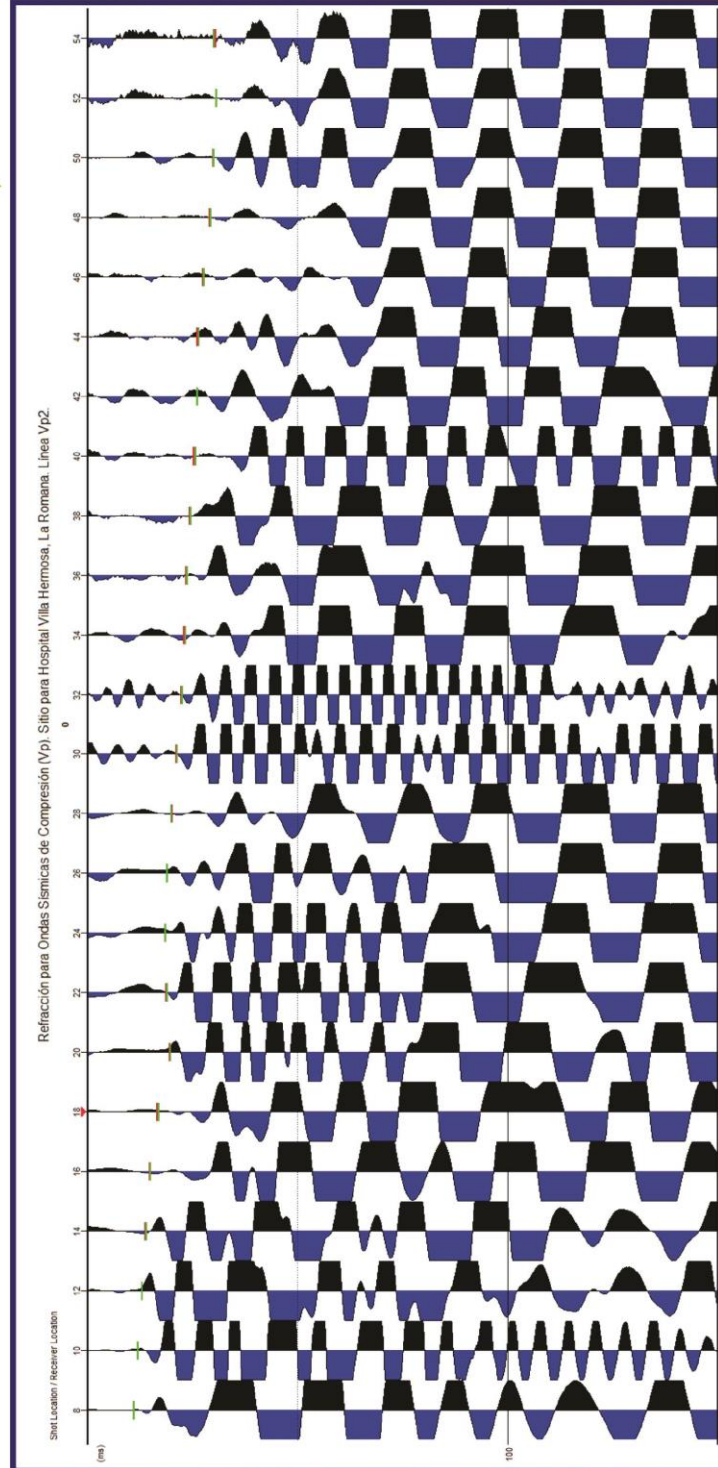 Refracción para Ondas Sísmicas de Compresión (Vp). Sitio para Hospital Villa Hermosa, La Romana. Línea Vp2.
0
Shot Location / Receiver Location
8 10 12 14 16 18 20 22 24 26 28 30 32 34 36 38 40 42 44 46 48 50 52 54
(ms)
100